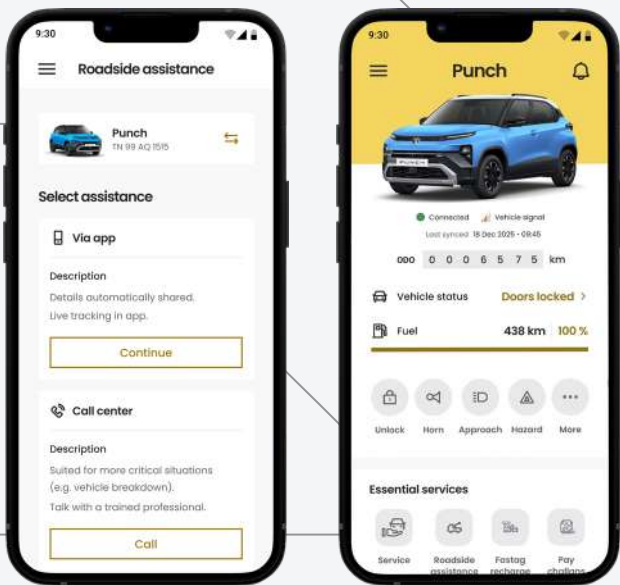 9:30
Roadside assistance
Punch
TN 99 AQ 1515
Select assistance
Via app
Description
Details automatically shared.
Live tracking in app.
Continue
Call center
Description
Suited for more critical situations
(e.g. vehicle breakdown).
Talk with a trained professional.
Call
9:30
Punch
PUNCH
Connected Vehicle signal
Last synced 18 Dec 2025 - 09:45
ODO 0 0 0 6 5 7 5 km
Vehicle status Doors locked >
Fuel 438 km 100 %
Unlock Horn Approach Hazard More
Essential services
Service Roadside assistance Fastag recharge Pay challans